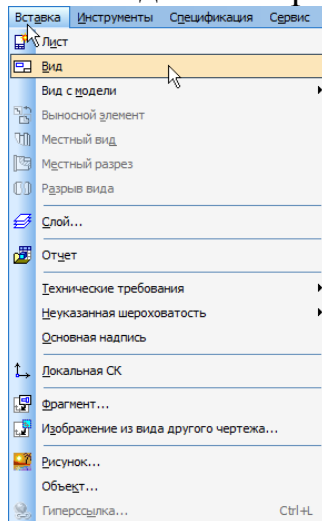 Вставка Инструменты Спецификация Сервис
Лист
Вид
Вид с модели
Выносной элемент
Местный вид
Местный разрез
Разрыв вида
Слой...
Отчет
Технические требования
Неуказанная шероховатость
Основная надпись
Локальная СК
Фрагмент...
Изображение из вида другого чертежа...
Рисунок...
Объект...
Гиперссылка... Ctrl+L